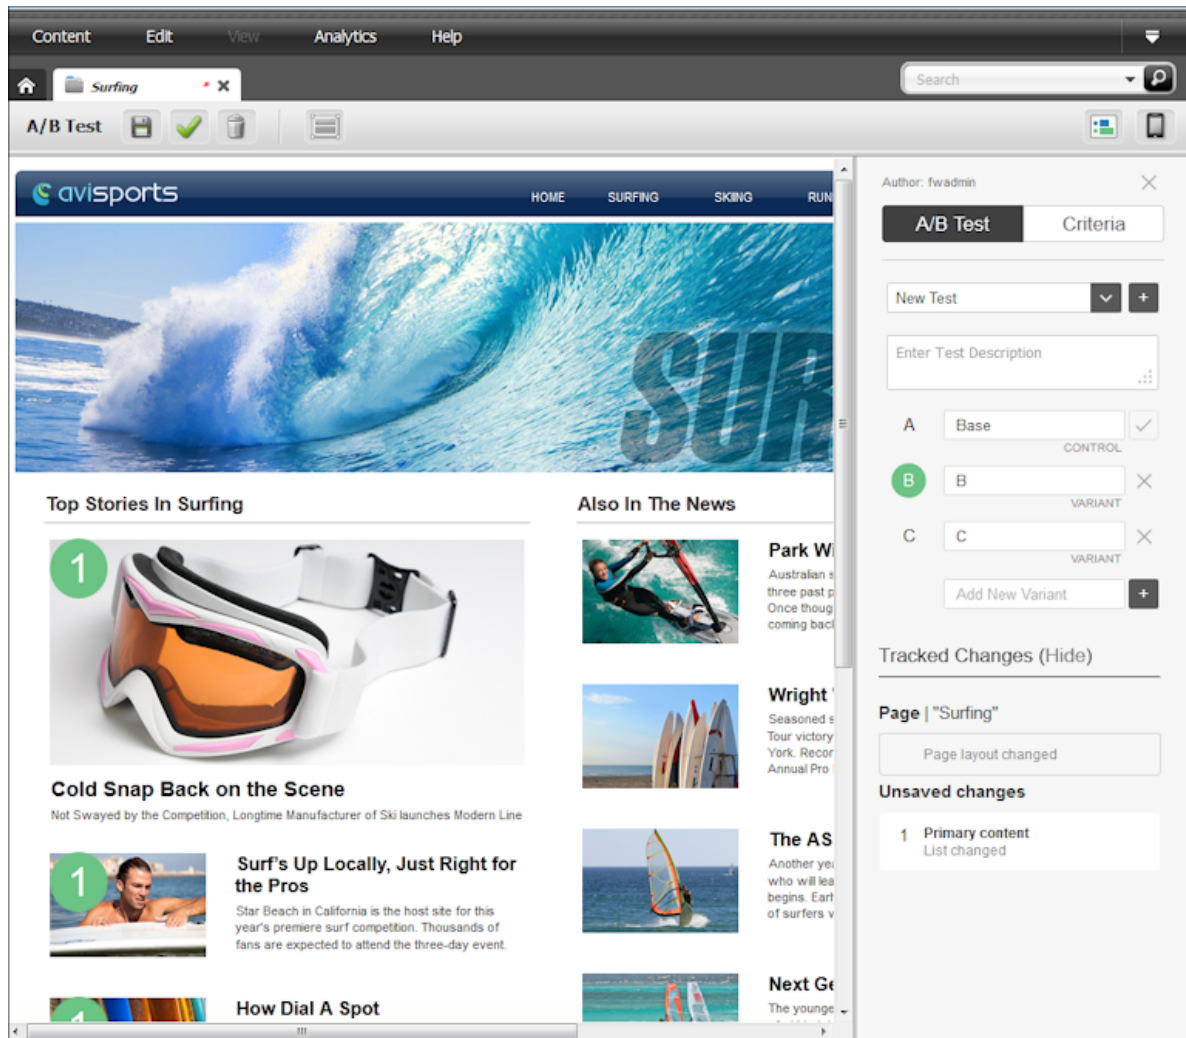 Content Edit View Analytics Help
Surfing * Search
A/B Test
avisports HOME SURFING SKIING RUN
SUR
Top Stories In Surfing
1
Cold Snap Back on the Scene
Not Swayed by the Competition, Longtime Manufacturer of Ski launches Modern Line
1
Surf's Up Locally, Just Right for
the Pros
Star Beach in California is the host site for this
year's premiere surf competition. Thousands of
fans are expected to attend the three-day event.
1
How Dial A Spot
Also In The News
Park Wi
Australian s
three past p
Once thoug
coming bac
Wright
Seasoned s
Tour victory
York. Recor
Annual Pro
The AS
Another yea
who will lea
begins. Earl
of surfers v
Next Ge
The younge
Author: fwadmin
A/B Test Criteria
New Test
Enter Test Description
A Base
CONTROL
B B
VARIANT
C C
VARIANT
Add New Variant
Tracked Changes (Hide)
Page | "Surfing"
Page layout changed
Unsaved changes
1 Primary content
List changed